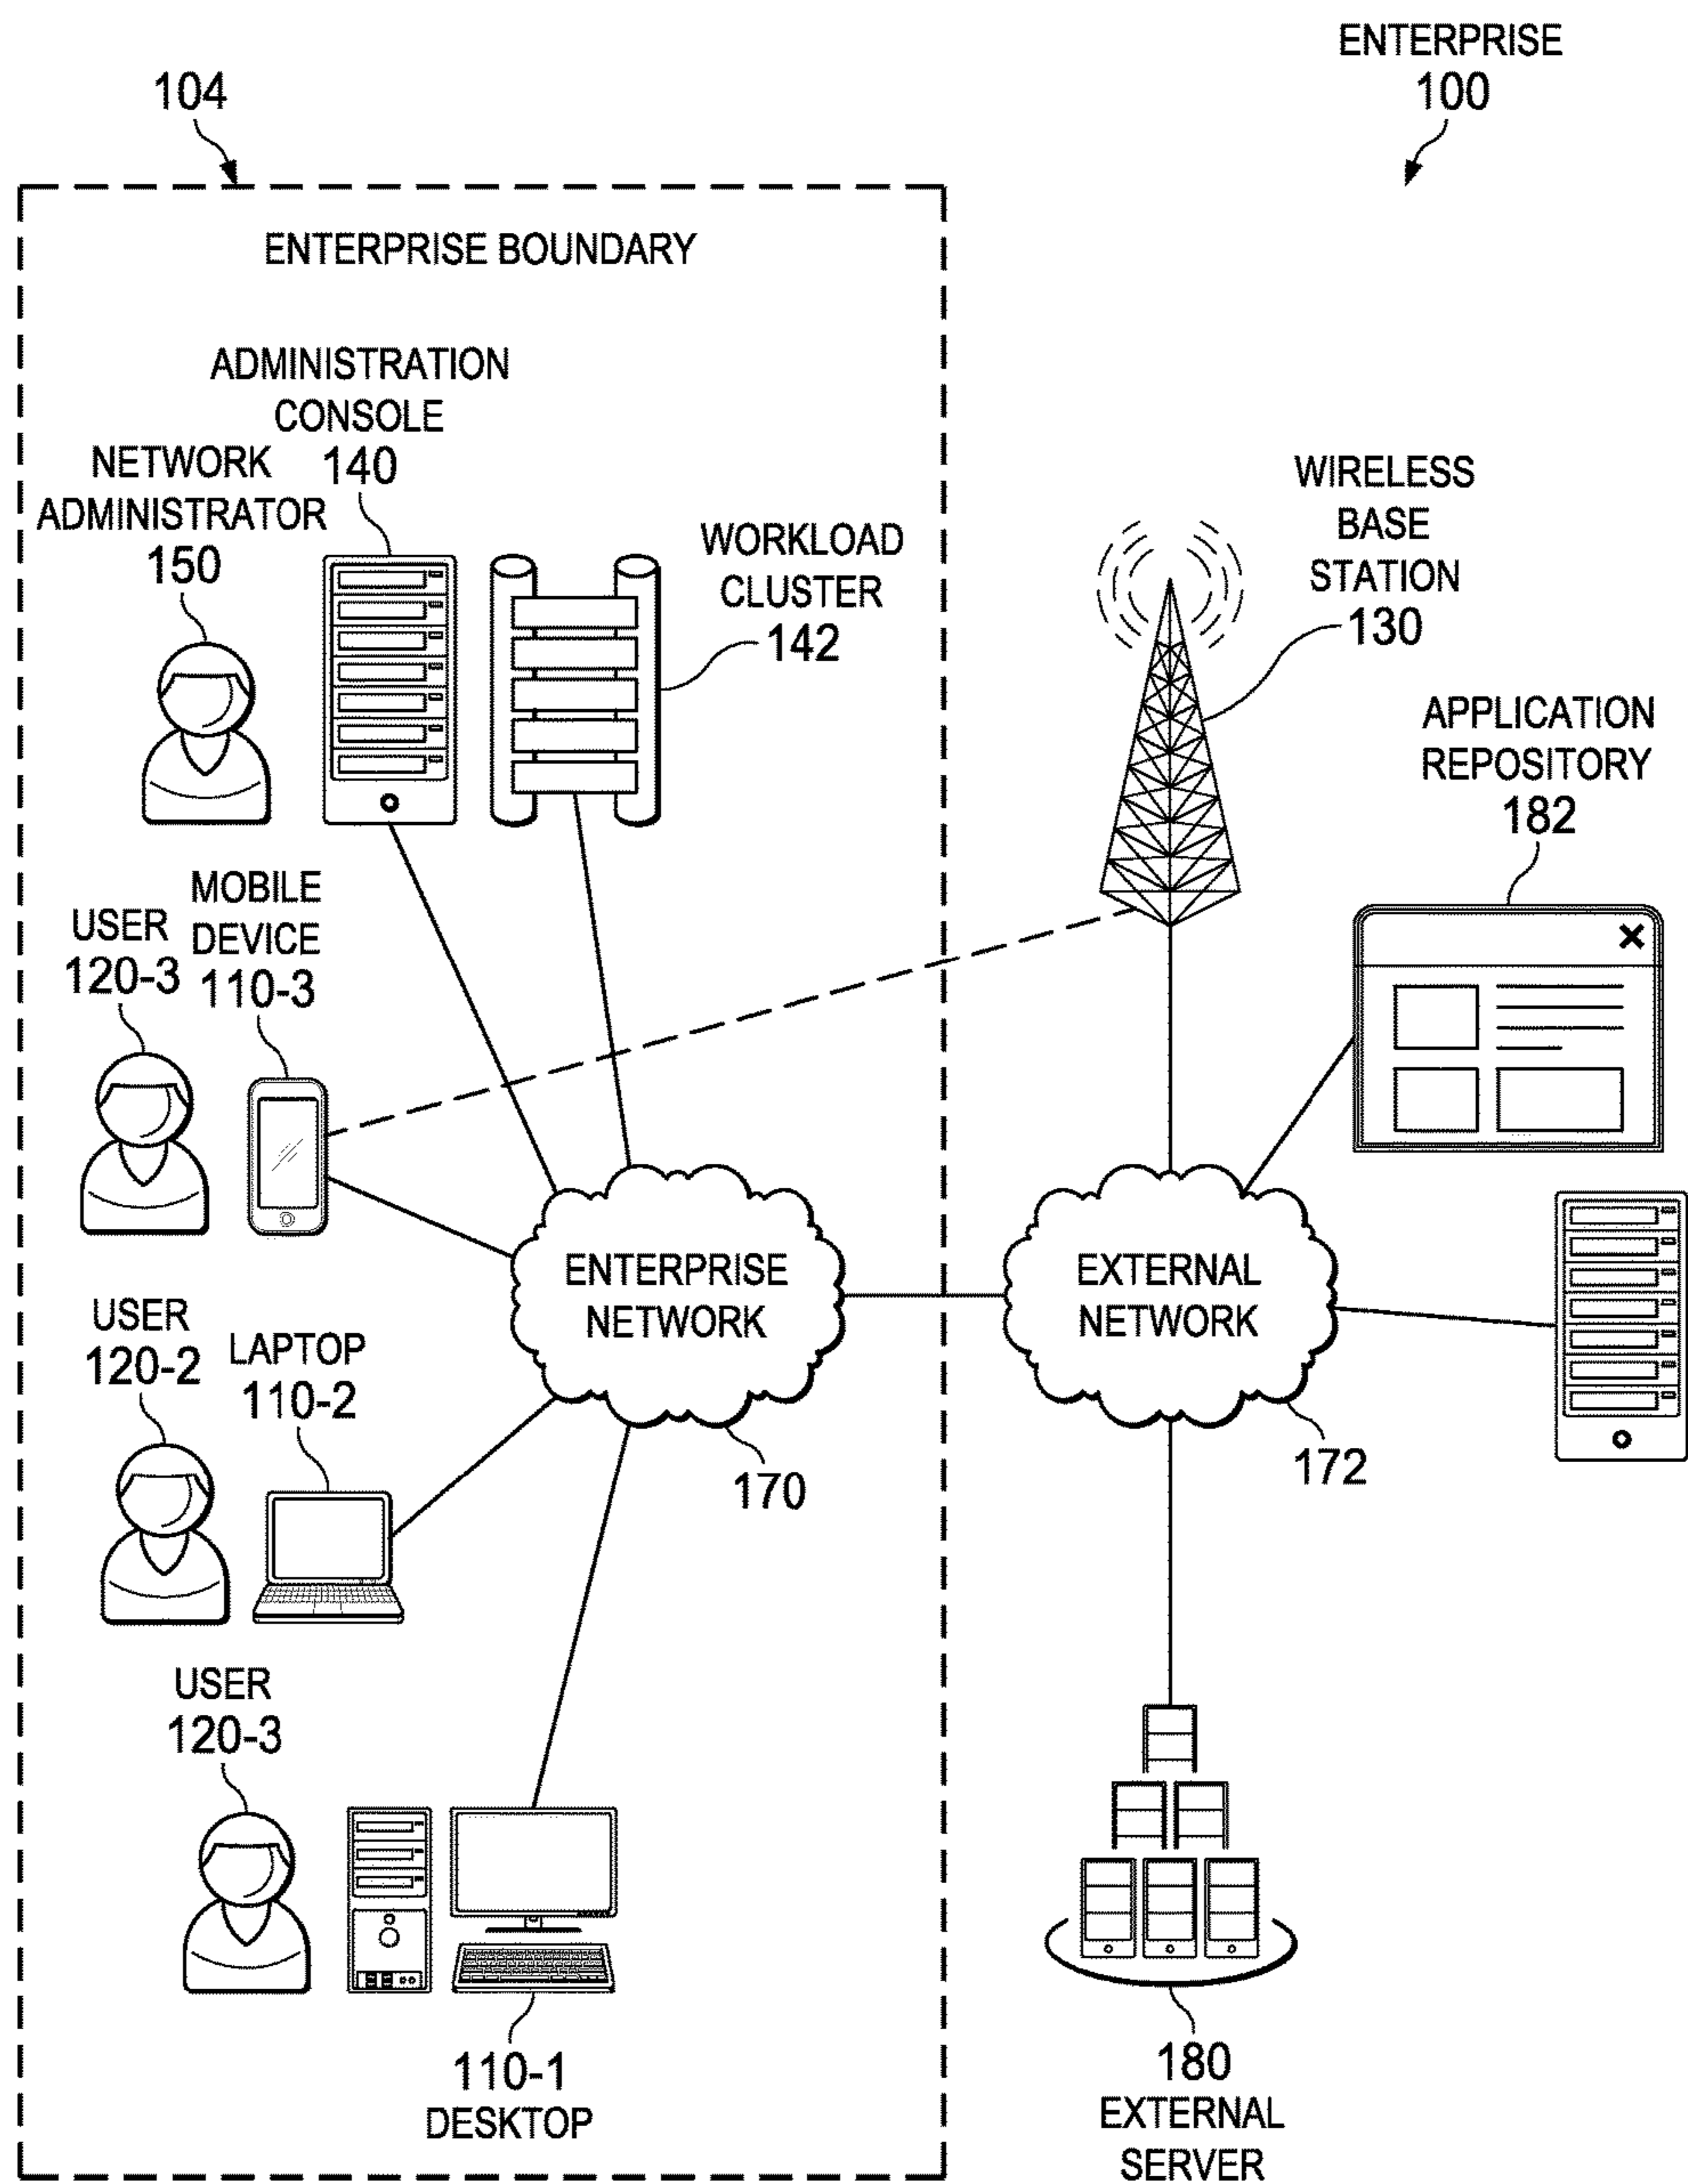 ENTERPRISE
100
104
ENTERPRISE BOUNDARY
ADMINISTRATION
CONSOLE
140
NETWORK
ADMINISTRATOR
150
WORKLOAD
CLUSTER
142
WIRELESS
BASE
STATION
130
APPLICATION
REPOSITORY
182
USER
120-3
MOBILE
DEVICE
110-3
ENTERPRISE
NETWORK
170
EXTERNAL
NETWORK
172
USER
120-2
LAPTOP
110-2
USER
120-3
110-1
DESKTOP
180
EXTERNAL
SERVER